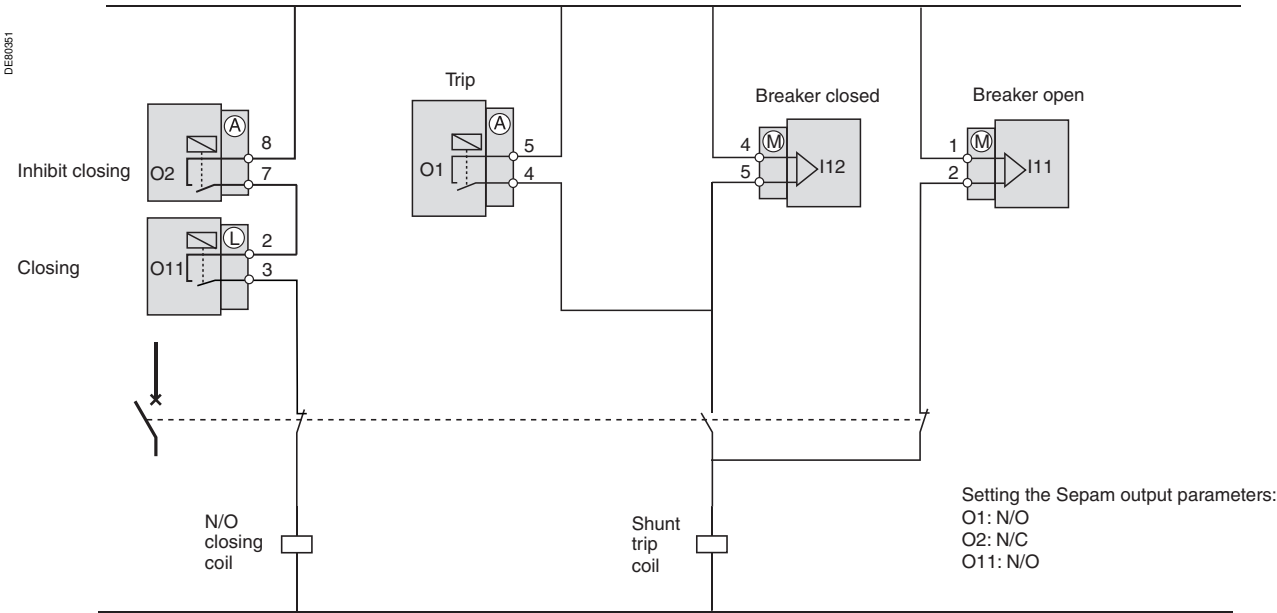 DE80351
Trip
Breaker closed
Breaker open
Inhibit closing
O2
A
8
7
O1
A
5
4
4
5
M
I12
1
2
M
I11
Closing
O11
L
2
3
N/O
closing
coil
Shunt
trip
coil
Setting the Sepam output parameters:
O1: N/O
O2: N/C
O11: N/O